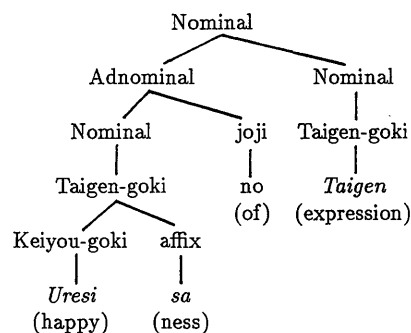 Nominal
Adnominal Nominal
Nominal joji Taigen-goki
Taigen-goki no Taigen
(of) (expression)
Keiyou-goki affix
Uresi sa
(happy) (ness)